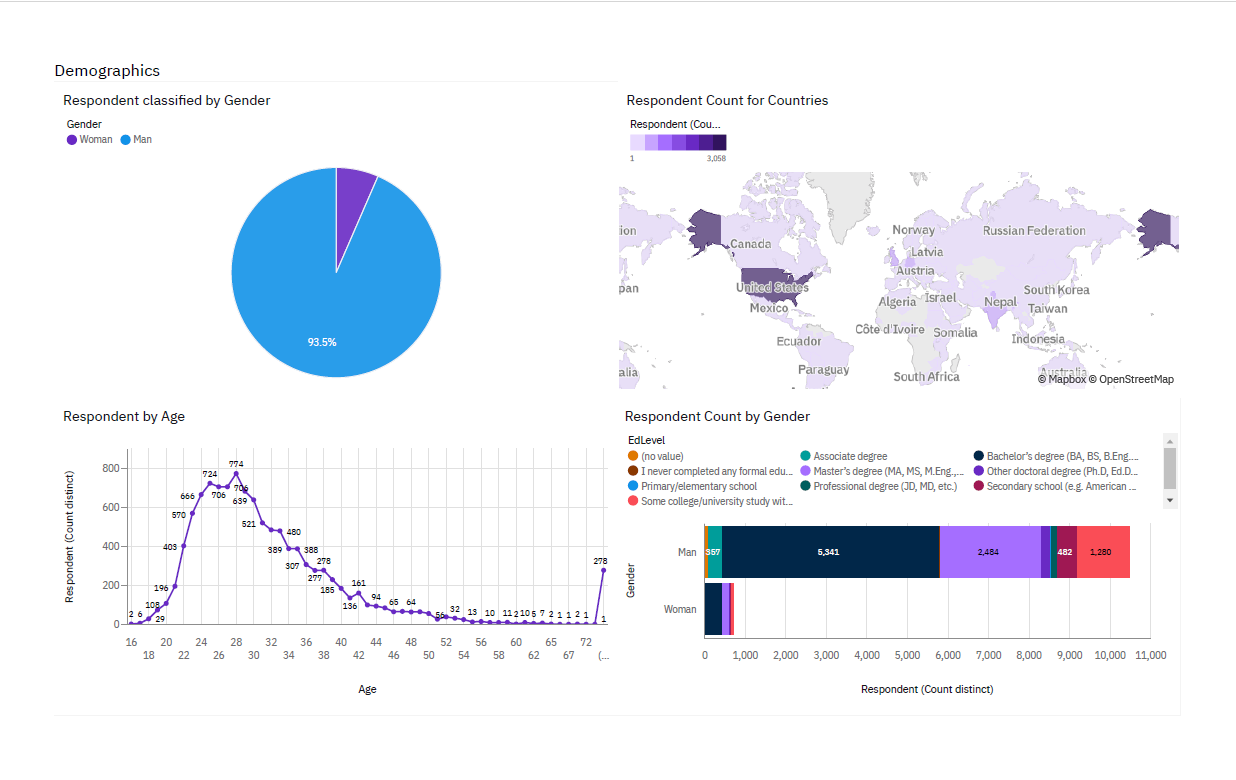 Demographics
Respondent classified by Gender
Gender
Woman Man
93.5%
Respondent Count for Countries
Respondent (Cou...
1 3,058
ion
Canada
Norway
Russian Federation
Latvia
Austria
pan
United States
Mexico
Algeria
Israel
Nepal
South Korea
Taiwan
Côte d'Ivoire
Somalia
Ecuador
Indonesia
alia
Paraguay
South Africa
Australia
© Mapbox © OpenStreetMap
Respondent by Age
Respondent (Count distinct)
800
600
400
200
0
2 6 29 108 196 403 570 666 724 706 774 706 639 521 389 480 307 388 277 278 185 136 161 94 65 64 56 32 13 10 11 2 10 5 7 2 1 1 2 1 278 1
16 20 24 28 32 36 40 44 48 52 56 60 64 68 72
18 22 26 30 34 38 42 46 50 54 58 62 67 (...
Age
Respondent Count by Gender
EdLevel
(no value) Associate degree Bachelor's degree (BA, BS, B.Eng....
I never completed any formal edu... Master's degree (MA, MS, M.Eng.,... Other doctoral degree (Ph.D, Ed.D...
Primary/elementary school Professional degree (JD, MD, etc.) Secondary school (e.g. American ...
Some college/university study wit...
Gender
Man 357 5,341 2,484 482 1,280
Woman
0 1,000 2,000 3,000 4,000 5,000 6,000 7,000 8,000 9,000 10,000 11,000
Respondent (Count distinct)